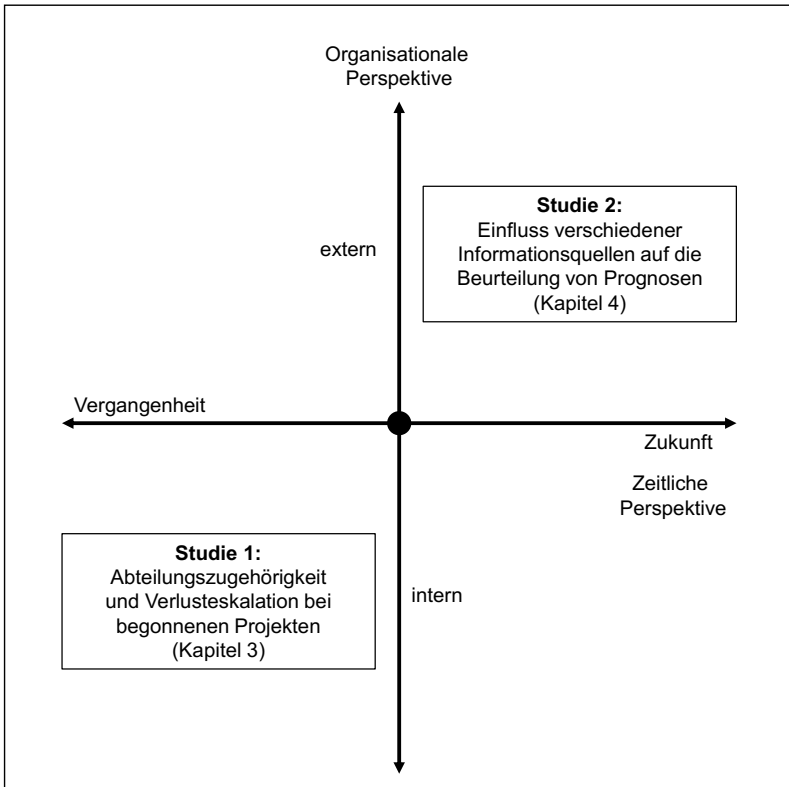 Organisationale
Perspektive
Studie 2:
Einfluss verschiedener
Informationsquellen auf die
Beurteilung von Prognosen
(Kapitel 4)
extern
Vergangenheit
Zukunft
Zeitliche
Perspektive
Studie 1:
Abteilungszugehörigkeit
und Verlusteskalation bei
begonnenen Projekten
(Kapitel 3)
intern